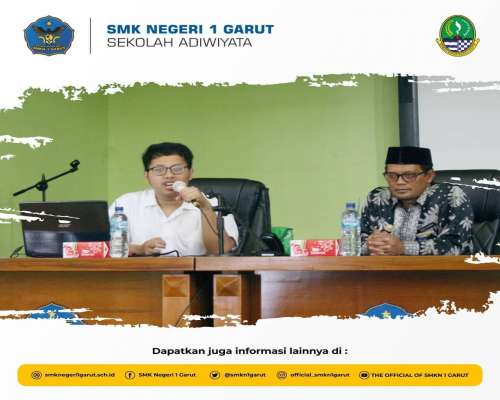 SMK NEGERI 1 GARUT
SEKOLAH ADIWIYATA
Dapatkan juga informasi lainnya di :
smknegeri1garut.sch.id
SMK Negeri 1 Garut
@smkn1garut
official_smkn1garut
THE OFFICIAL OF SMKN 1 GARUT